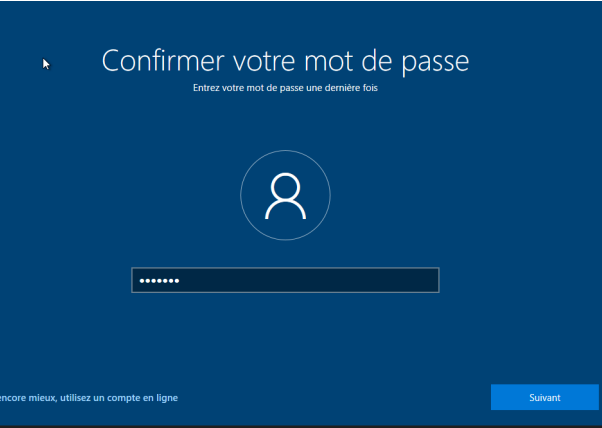 Confirmer votre mot de passe
Entrez votre mot de passe une dernière fois
•••••••
encore mieux, utilisez un compte en ligne
Suivant